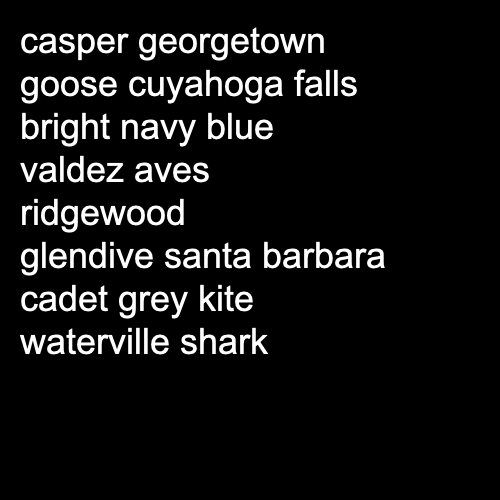 casper georgetown
goose cuyahoga falls
bright navy blue
valdez aves
ridgewood
glendive santa barbara
cadet grey kite
waterville shark